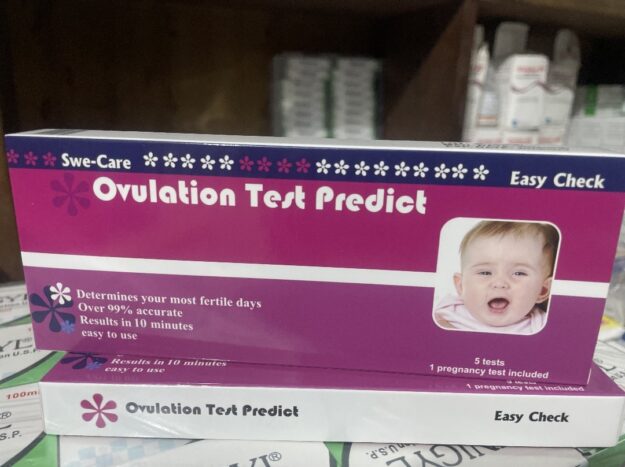 Swe-Care
Easy Check
Ovulation Test Predict
Determines your most fertile days
Over 99% accurate
Results in 10 minutes
easy to use
5 tests
1 pregnancy test included
Results in 10 minutes
easy to use
1 pregnancy test included
Ovulation Test Predict
Easy Check
100m
U.S.P.
S.P.